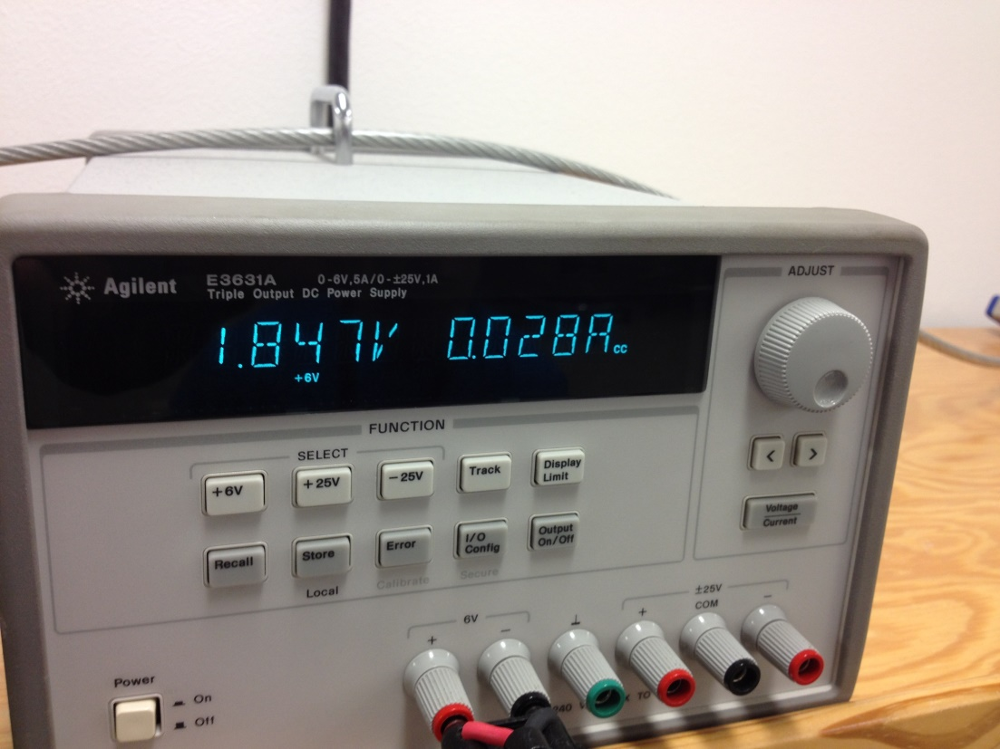 Agilent E3631A 0-6V,5A/0-±25V,1A
Triple Output DC Power Supply
1.847V 0.028A CC
+6V
ADJUST
FUNCTION
SELECT
+6V +25V -25V Track Display Limit
< >
Voltage
Current
Recall Store Error I/O Config Output On/Off
Local Calibrate Secure
6V ±25V
COM
+ - + -
Power
On
Off
240 V TO